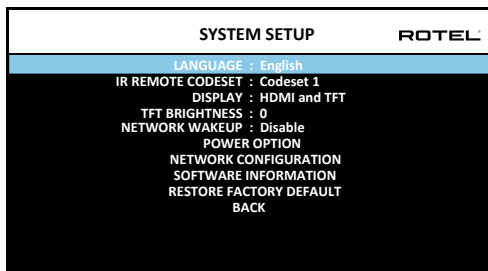 SYSTEM SETUP ROTEL
LANGUAGE : English
IR REMOTE CODESET : Codeset 1
DISPLAY : HDMI and TFT
TFT BRIGHTNESS : 0
NETWORK WAKEUP : Disable
POWER OPTION
NETWORK CONFIGURATION
SOFTWARE INFORMATION
RESTORE FACTORY DEFAULT
BACK